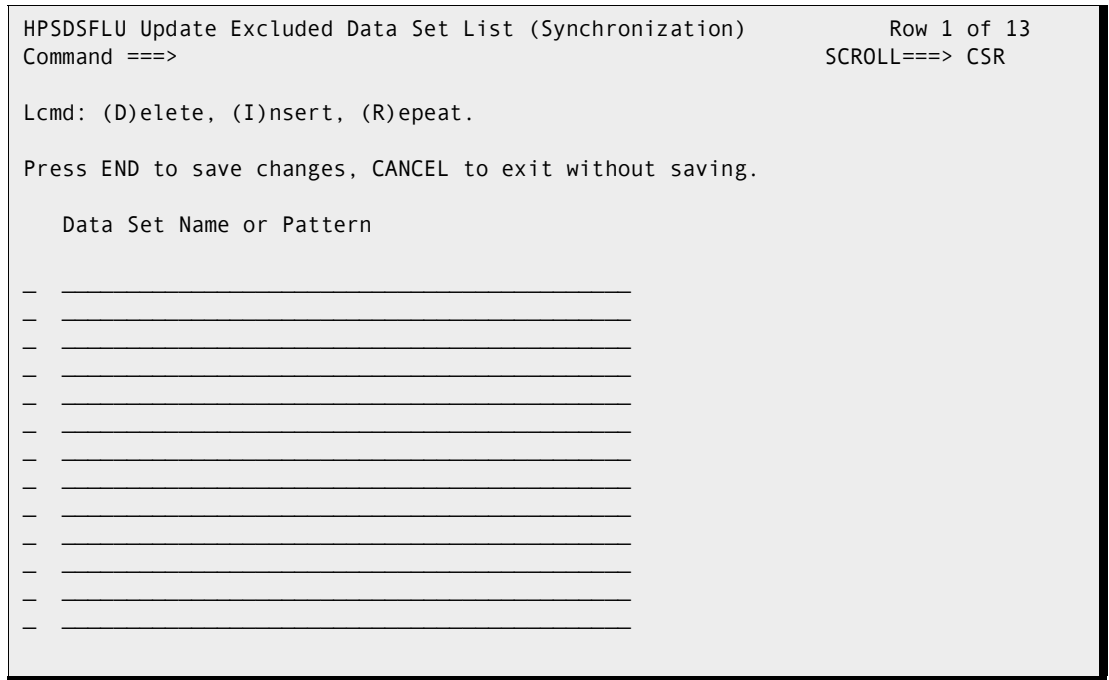 HPSDSFLU Update Excluded Data Set List (Synchronization) Row 1 of 13
Command ===> SCROLL===> CSR
Lcmd: (D)elete, (I)nsert, (R)epeat.
Press END to save changes, CANCEL to exit without saving.
Data Set Name or Pattern